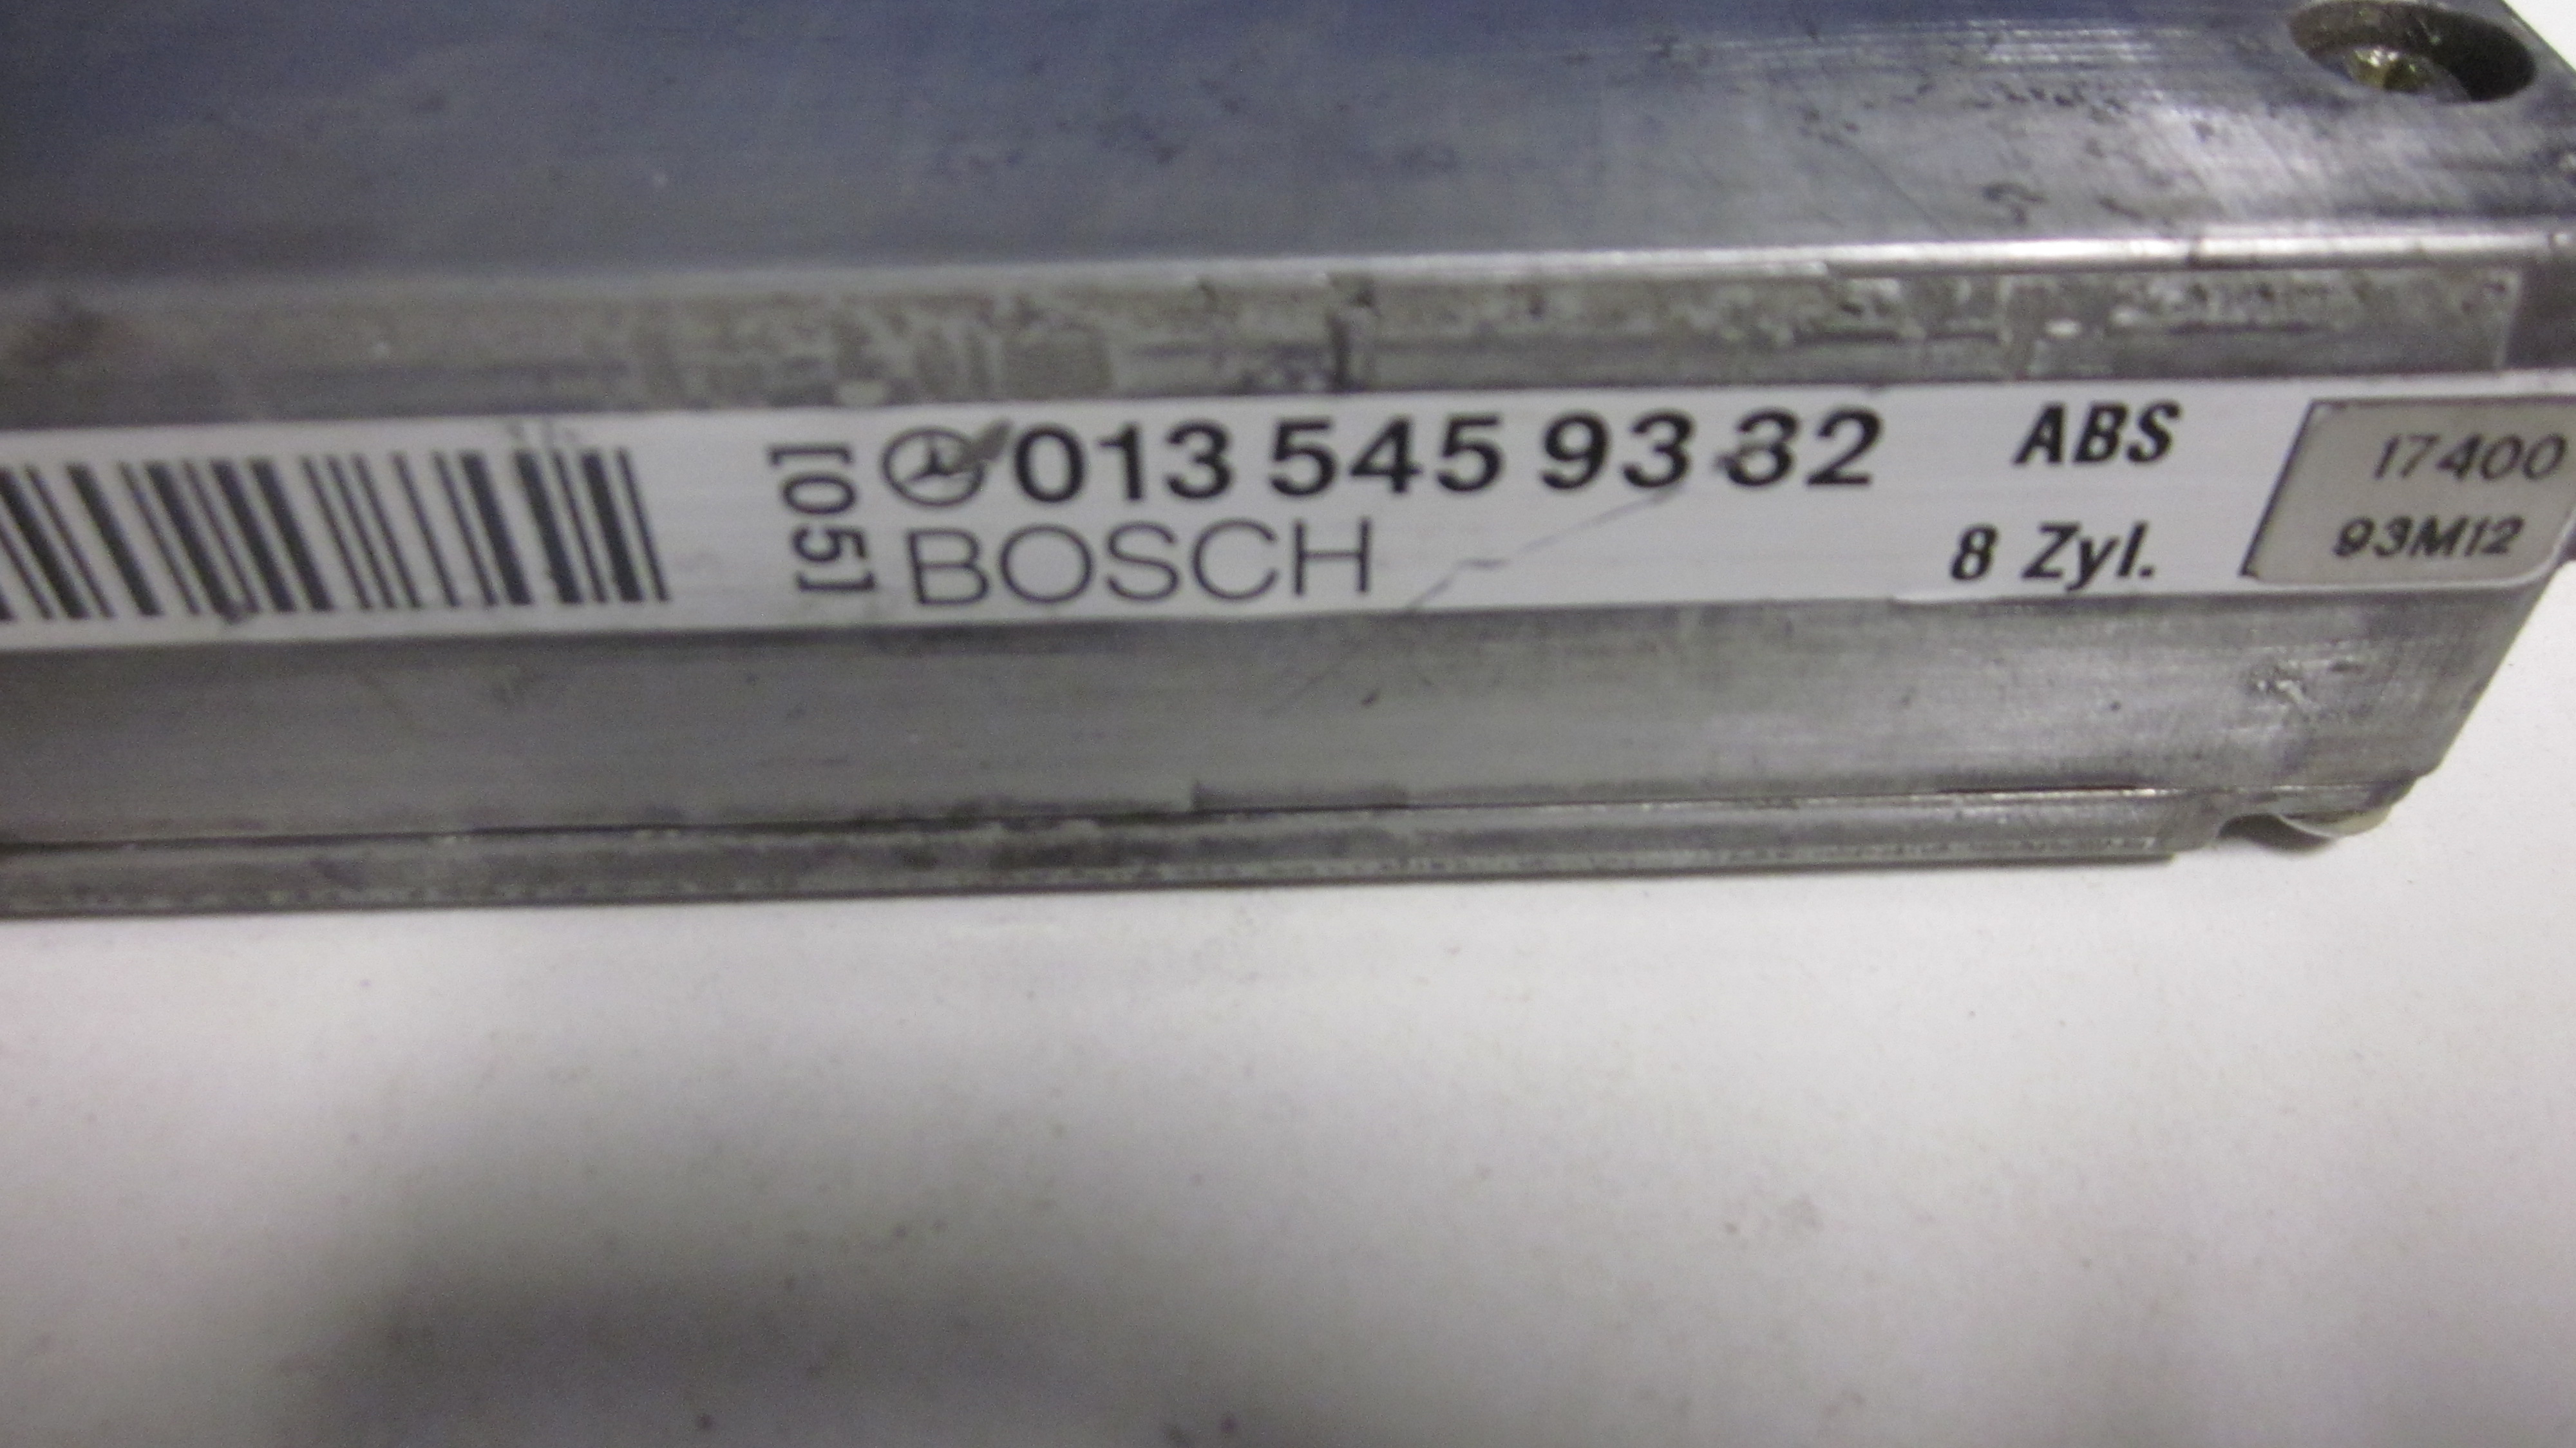 [05]
013 545 93 32
BOSCH
ABS
8 Zyl.
17400
93M12